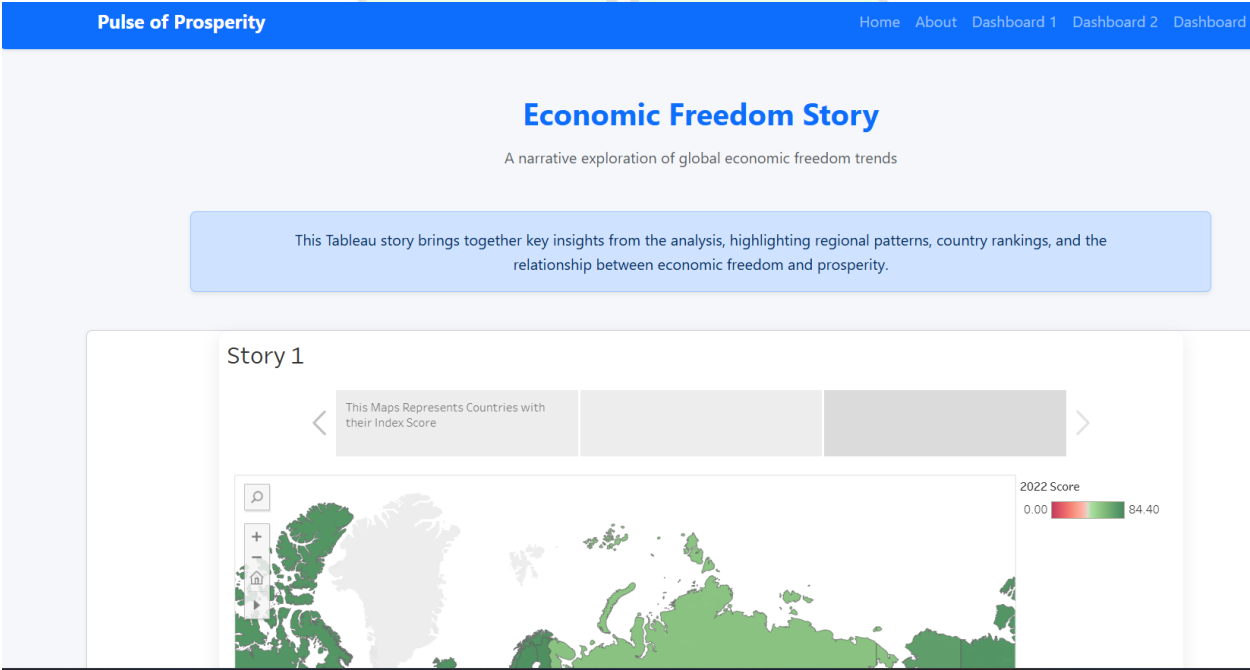 Pulse of Prosperity
Home About Dashboard 1 Dashboard 2 Dashboard
Economic Freedom Story
A narrative exploration of global economic freedom trends
This Tableau story brings together key insights from the analysis, highlighting regional patterns, country rankings, and the
relationship between economic freedom and prosperity.
Story 1
This Maps Represents Countries with
their Index Score
2022 Score
0.00 84.40